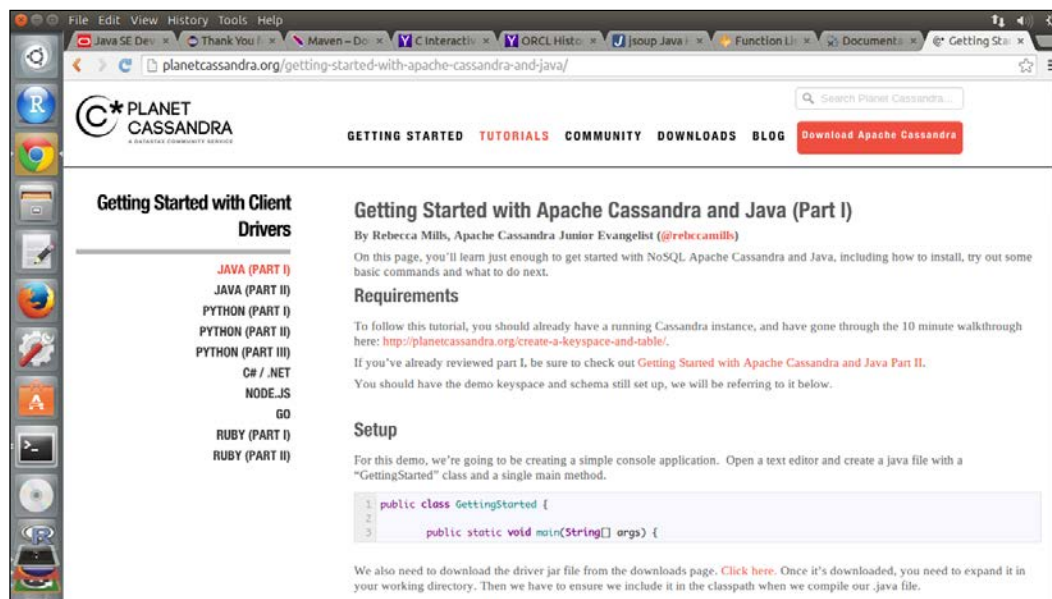 File Edit View History Tools Help
Java SE Dev
Thank You f
Maven – Do
C Interactiv
ORCL Histo
jsoup Java
Function Li
Documenta
Getting Sta
planetcassandra.org/getting-started-with-apache-cassandra-and-java/
PLANET
CASSANDRA
A DATASTAX COMMUNITY SERVICE
Search Planet Cassandra...
GETTING STARTED TUTORIALS COMMUNITY DOWNLOADS BLOG Download Apache Cassandra
Getting Started with Client
Drivers
JAVA (PART I)
JAVA (PART II)
PYTHON (PART I)
PYTHON (PART II)
PYTHON (PART III)
C# / .NET
NODE.JS
GO
RUBY (PART I)
RUBY (PART II)
Getting Started with Apache Cassandra and Java (Part I)
By Rebecca Mills, Apache Cassandra Junior Evangelist (@rebccamills)
On this page, you'll learn just enough to get started with NoSQL Apache Cassandra and Java, including how to install, try out some
basic commands and what to do next.
Requirements
To follow this tutorial, you should already have a running Cassandra instance, and have gone through the 10 minute walkthrough
here: http://planetcassandra.org/create-a-keyspace-and-table/.
If you've already reviewed part I, be sure to check out Getting Started with Apache Cassandra and Java Part II.
You should have the demo keyspace and schema still set up, we will be referring to it below.
Setup
For this demo, we're going to be creating a simple console application. Open a text editor and create a java file with a
“GettingStarted” class and a single main method.
1 public class GettingStarted {
2
3 public static void main(String[] args) {
We also need to download the driver jar file from the downloads page. Click here. Once it's downloaded, you need to expand it in
your working directory. Then we have to ensure we include it in the classpath when we compile our .java file.